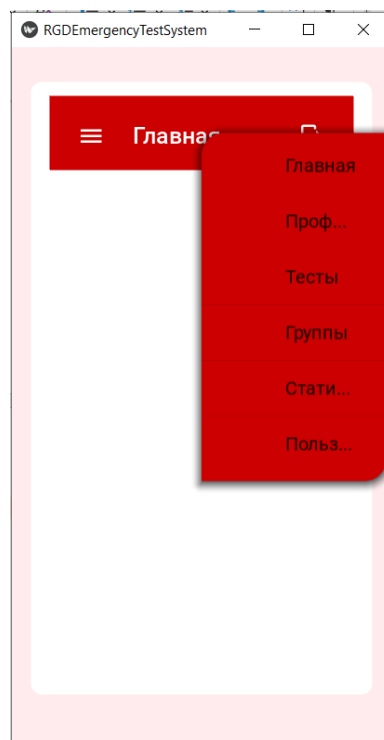 RGDEmergencyTestSystem
Главная
Главная
Проф...
Тесты
Группы
Стати...
Польз...